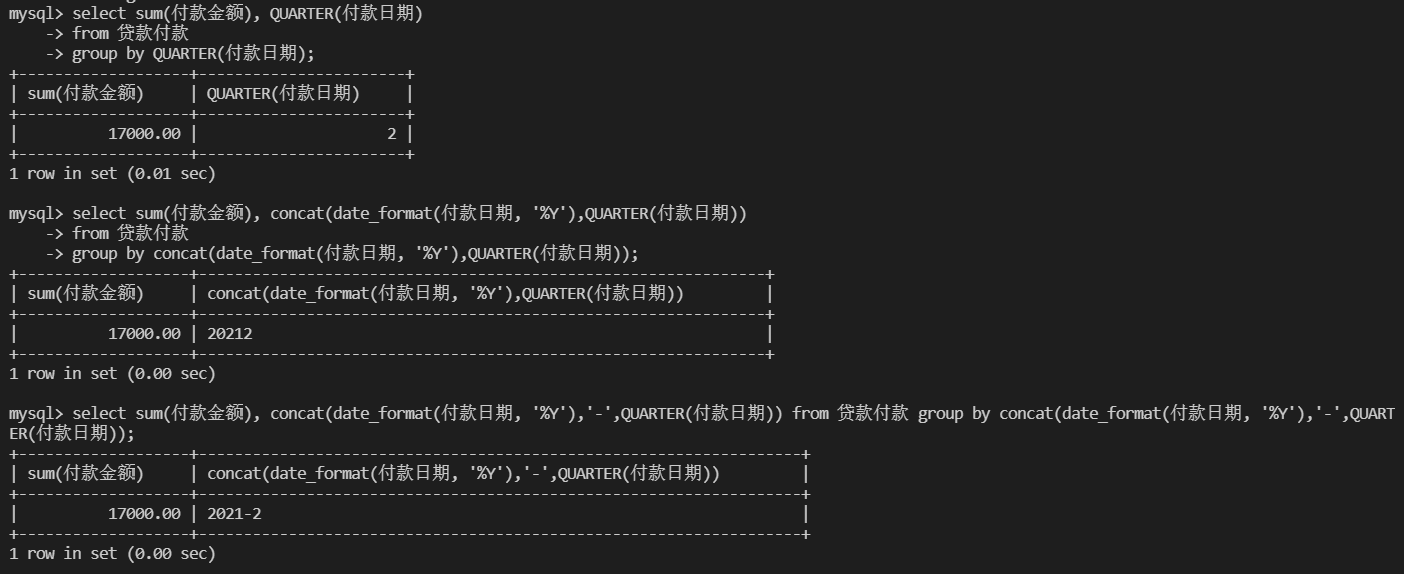 mysql> select sum(付款金额), QUARTER(付款日期)
    -> from 贷款付款
    -> group by QUARTER(付款日期);
+-------------------+-----------------------+
| sum(付款金额)     | QUARTER(付款日期)     |
+-------------------+-----------------------+
|          17000.00 |                     2 |
+-------------------+-----------------------+
1 row in set (0.01 sec)
mysql> select sum(付款金额), concat(date_format(付款日期, '%Y'),QUARTER(付款日期))
    -> from 贷款付款
    -> group by concat(date_format(付款日期, '%Y'),QUARTER(付款日期));
+-------------------+---------------------------------------------------------------+
| sum(付款金额)     | concat(date_format(付款日期, '%Y'),QUARTER(付款日期))         |
+-------------------+---------------------------------------------------------------+
|          17000.00 | 20212                                                         |
+-------------------+---------------------------------------------------------------+
1 row in set (0.00 sec)
mysql> select sum(付款金额), concat(date_format(付款日期, '%Y'),'-',QUARTER(付款日期)) from 贷款付款 group by concat(date_format(付款日期, '%Y'),'-',QUART
ER(付款日期));
+-------------------+-------------------------------------------------------------------+
| sum(付款金额)     | concat(date_format(付款日期, '%Y'),'-',QUARTER(付款日期))         |
+-------------------+-------------------------------------------------------------------+
|          17000.00 | 2021-2                                                            |
+-------------------+-------------------------------------------------------------------+
1 row in set (0.00 sec)